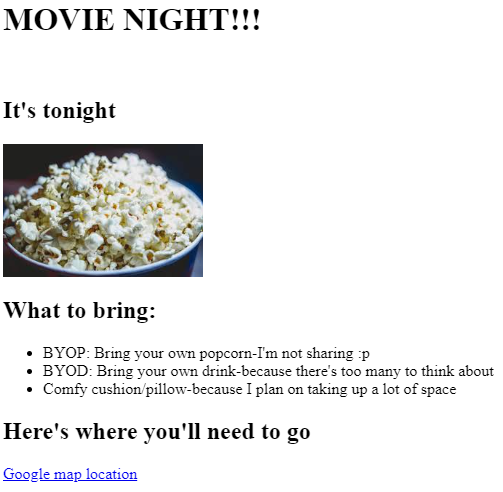 MOVIE NIGHT!!!
It's tonight
What to bring:
BYOP: Bring your own popcorn-I'm not sharing :p
BYOD: Bring your own drink-because there's too many to think about
Comfy cushion/pillow-because I plan on taking up a lot of space
Here's where you'll need to go
Google map location